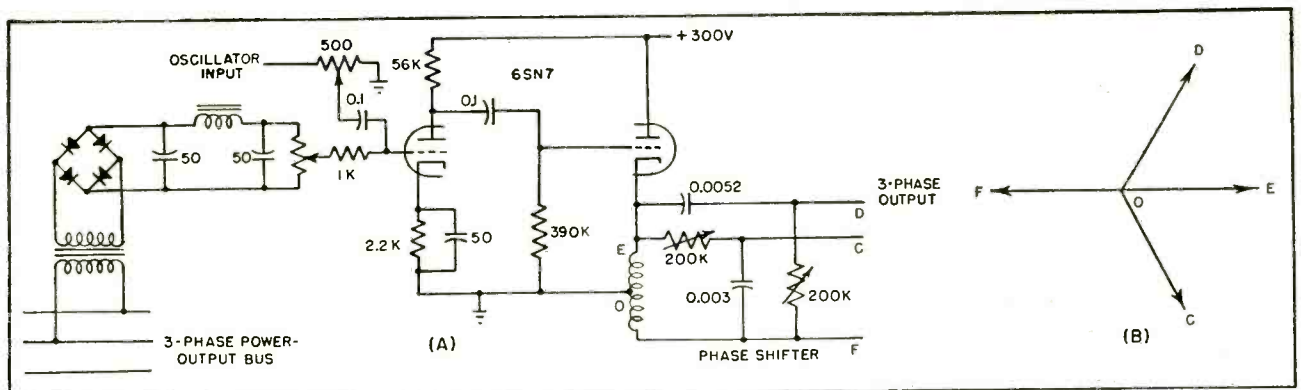 OSCILLATOR
INPUT
500
0.1
56K
0.1
6SN7
+300V
50
50
1K
2.2K
50
390K
0.0052
3-PHASE
OUTPUT
D
C
E
200K
0.003
200K
O
F
PHASE SHIFTER
3-PHASE POWER-
OUTPUT BUS
(A)
D
F
O
E
C
(B)